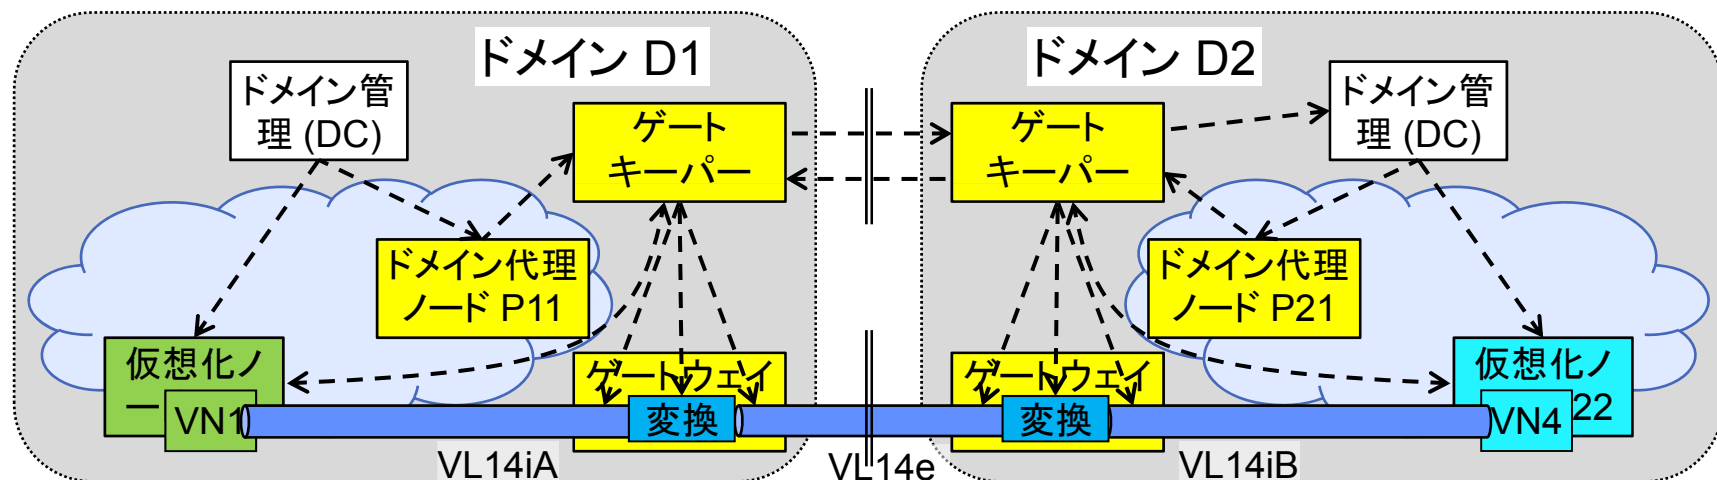 ドメイン D1
ドメイン管
理 (DC)
ゲート
キーパー
ドメイン代理
ノード P11
仮想化ノ
ー
VN1
ゲートウェイ
変換
VL14iA
VL14e
ドメイン D2
ゲート
キーパー
ドメイン管
理 (DC)
ドメイン代理
ノード P21
ゲートウェイ
変換
仮想化ノ
22
VN4
VL14iB